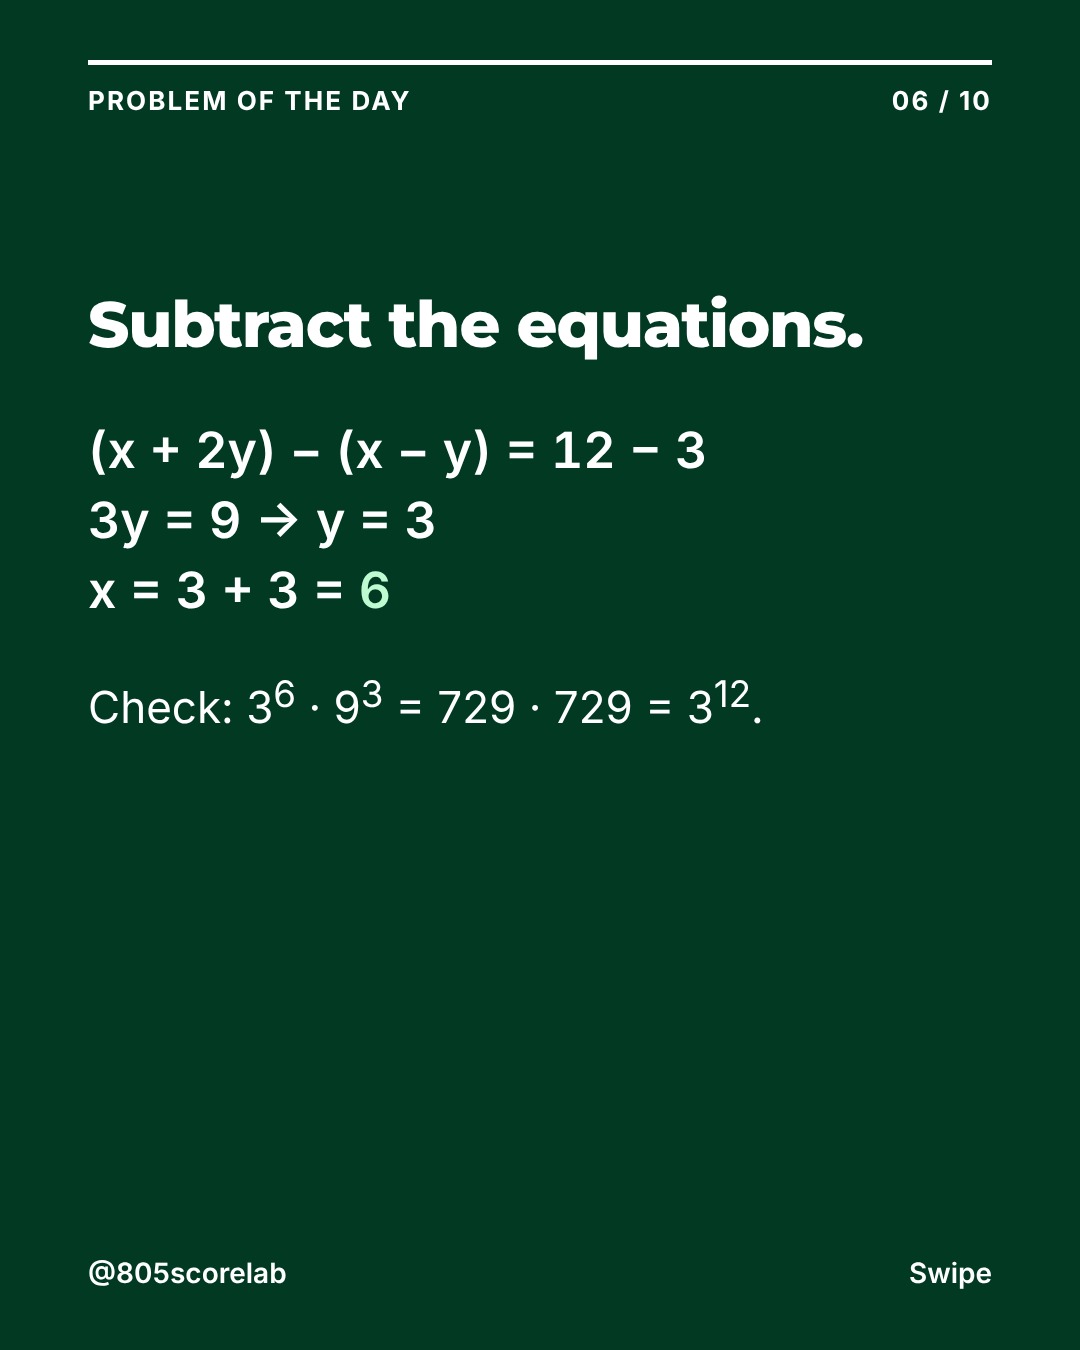 PROBLEM OF THE DAY
06 / 10
Subtract the equations.
(x + 2y) − (x − y) = 12 − 3
3y = 9 → y = 3
x = 3 + 3 = 6
Check: 3⁶ · 9³ = 729 · 729 = 3¹².
@805scorelab
Swipe